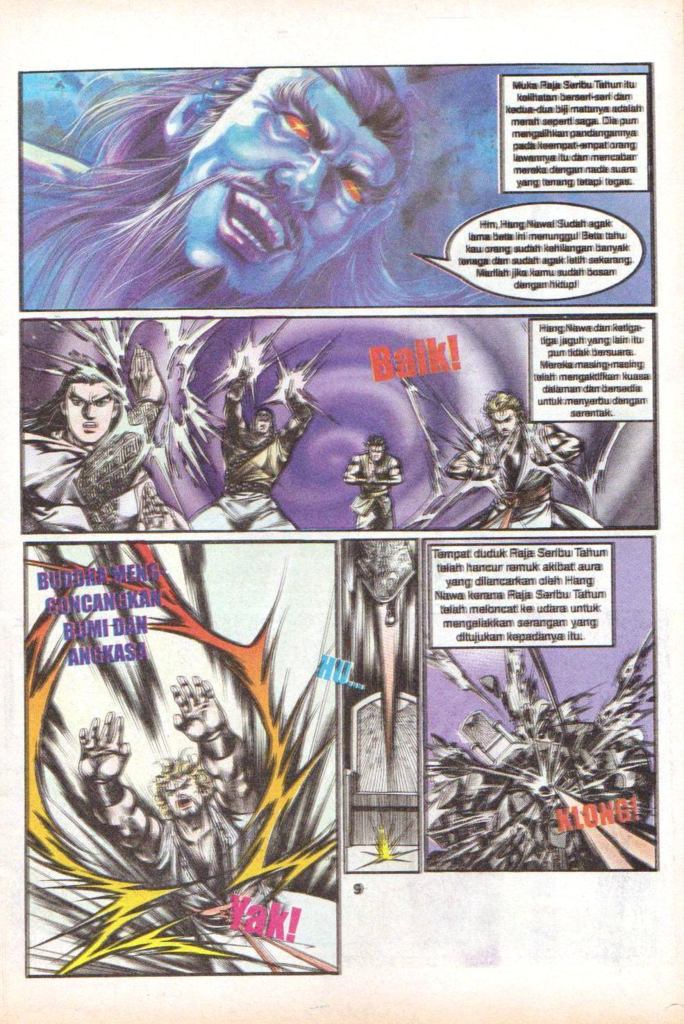 Muka Raja Seribu Tahun itu
kelihatan berseri-seri dan
kedua-dua biji matanya adalah
merah seperti saga. Dia pun
mengalihkan pandangannya
pada keempat-empat orang
lawannya itu dan mencabar
mereka dengan nada suara
yang tenang tetapi tegas.
Hm, Hang Nawa! Sudah agak
lama beta ini menunggu! Beta tahu
kau orang sudah kehilangan banyak
tenaga dan sudah agak letih sekarang.
Marilah jika kamu sudah bosan
dengan hidup!
Baik!
Hang Nawa dan ketiga-
tiga jaguh yang lain itu
pun tidak bersuara.
Mereka masing-masing
telah mengaktifkan kuasa
dalaman dan bersedia
untuk menyerbu dengan
serentak.
BUDDHA MENG-
GONCANGKAN
BUMI DAN
ANGKASA
Yak!
HU...
Tempat duduk Raja Seribu Tahun
telah hancur remuk akibat aura
yang dilancarkan oleh Hang
Nawa kerana Raja Seribu Tahun
telah meloncat ke udara untuk
mengelakkan serangan yang
ditujukan kepadanya itu.
KLONG!
9